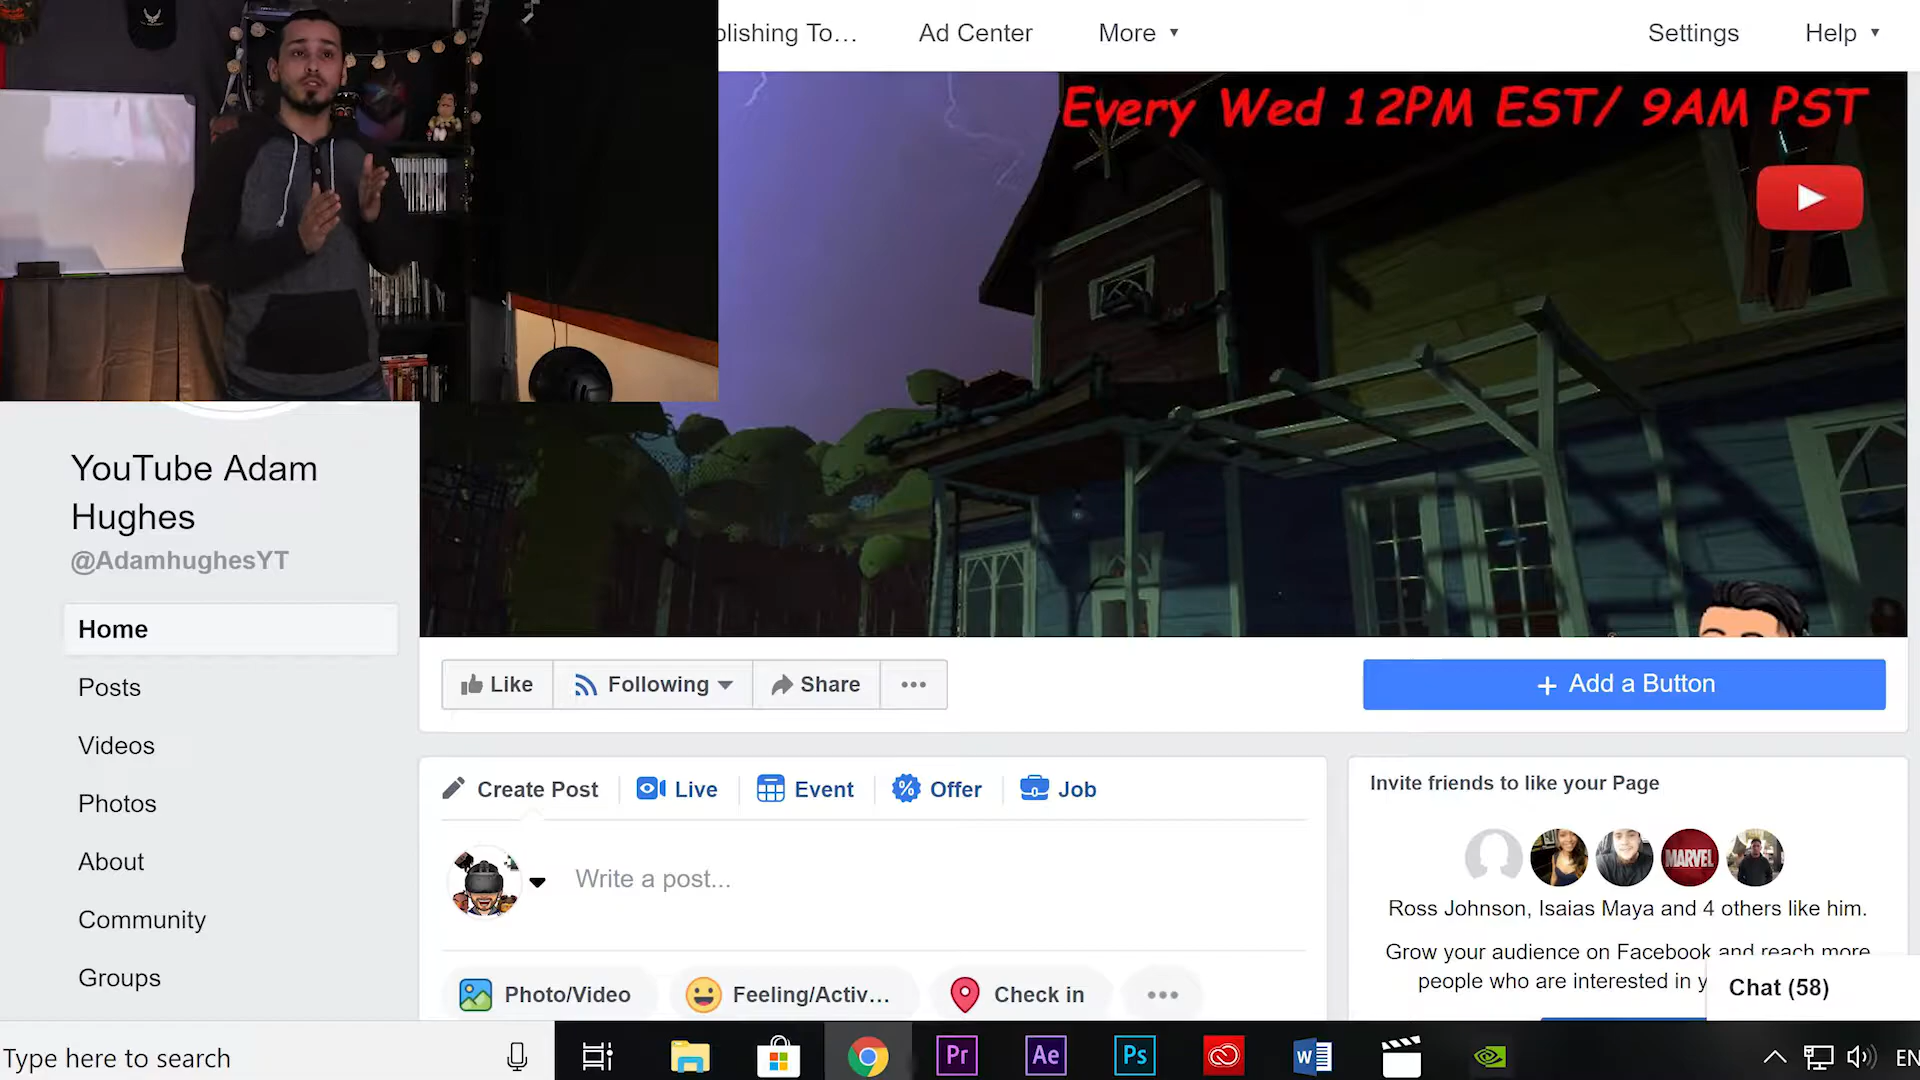 blishing To...
Ad Center
More
Settings
Help
Every Wed 12PM EST/ 9AM PST
YouTube Adam
Hughes
@AdamhughesYT
Home
Posts
Videos
Photos
About
Community
Groups
Like
Following
Share
+ Add a Button
Create Post
Live
Event
Offer
Job
Write a post...
Photo/Video
Feeling/Activ...
Check in
Invite friends to like your Page
MARVEL
Ross Johnson, Isaias Maya and 4 others like him.
Grow your audience on Facebook and reach more
people who are interested in y
Chat (58)
Type here to search
Pr
Ae
Ps
W
EN